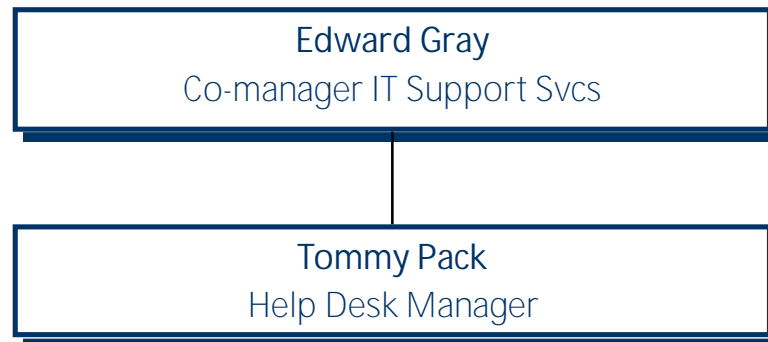 Edward Gray
Co-manager IT Support Svcs
Tommy Pack
Help Desk Manager